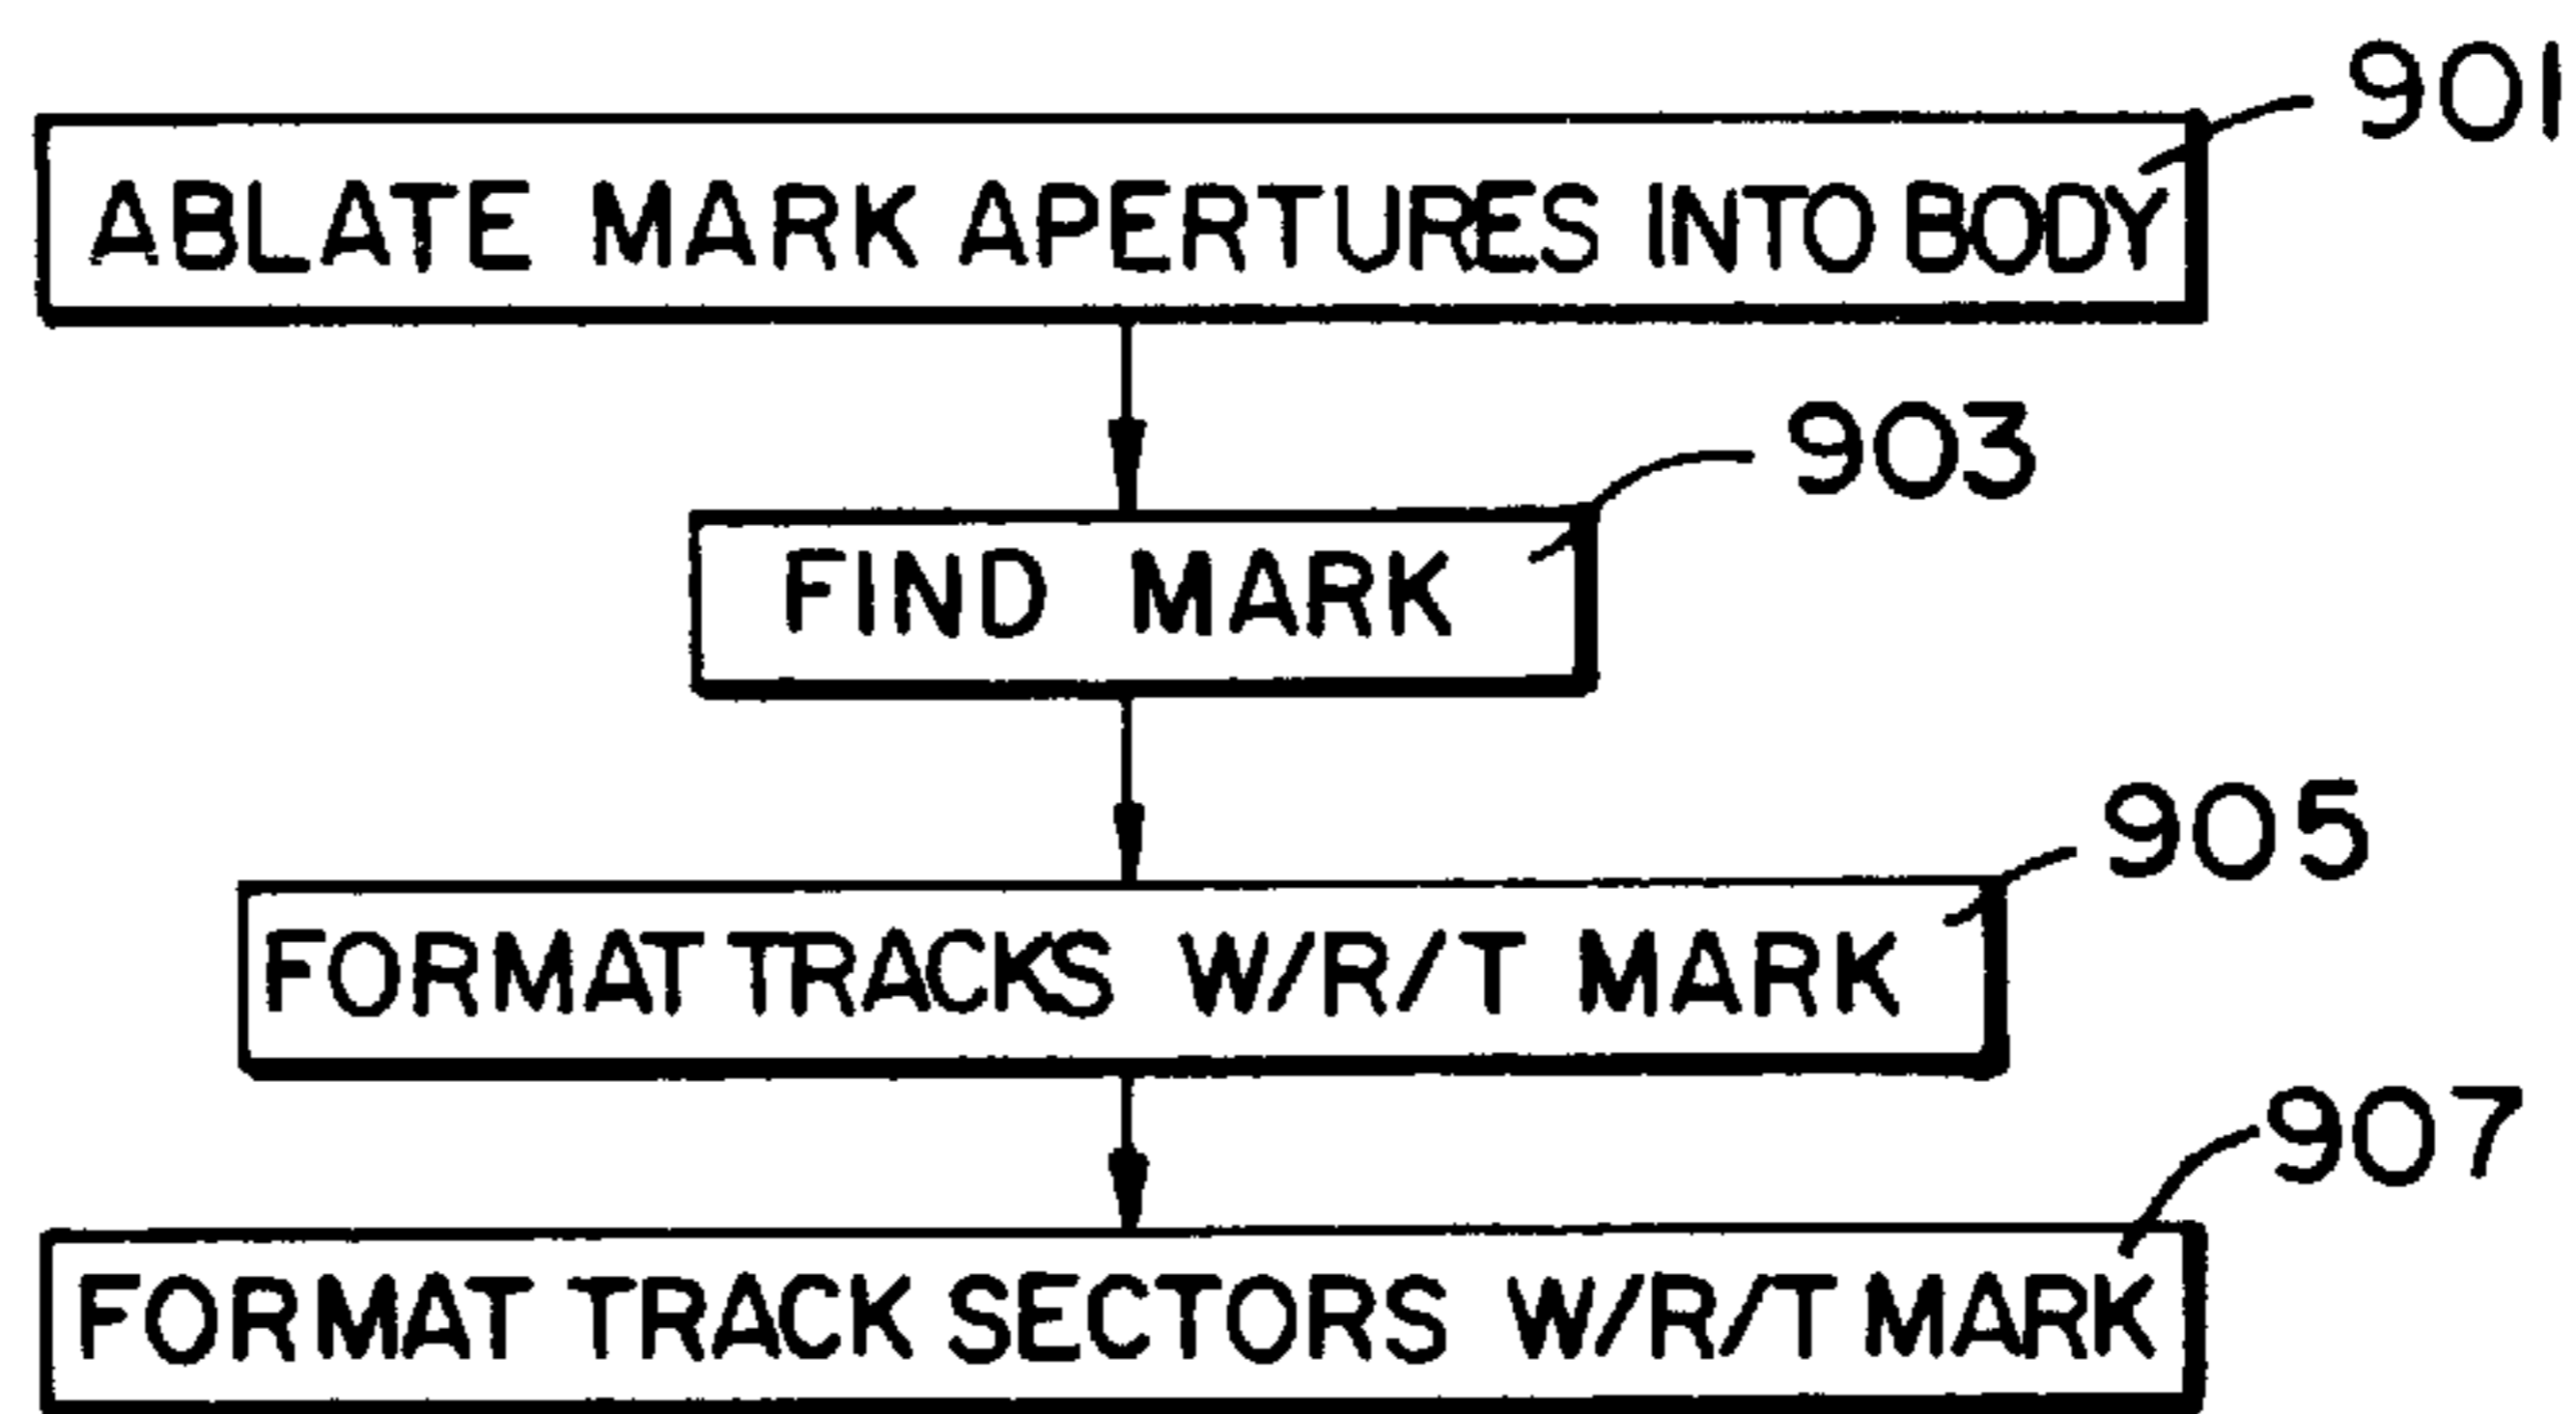 901
ABLATE MARK APERTURES INTO BODY
903
FIND MARK
905
FORMAT TRACKS W/R/T MARK
907
FORMAT TRACK SECTORS W/R/T MARK